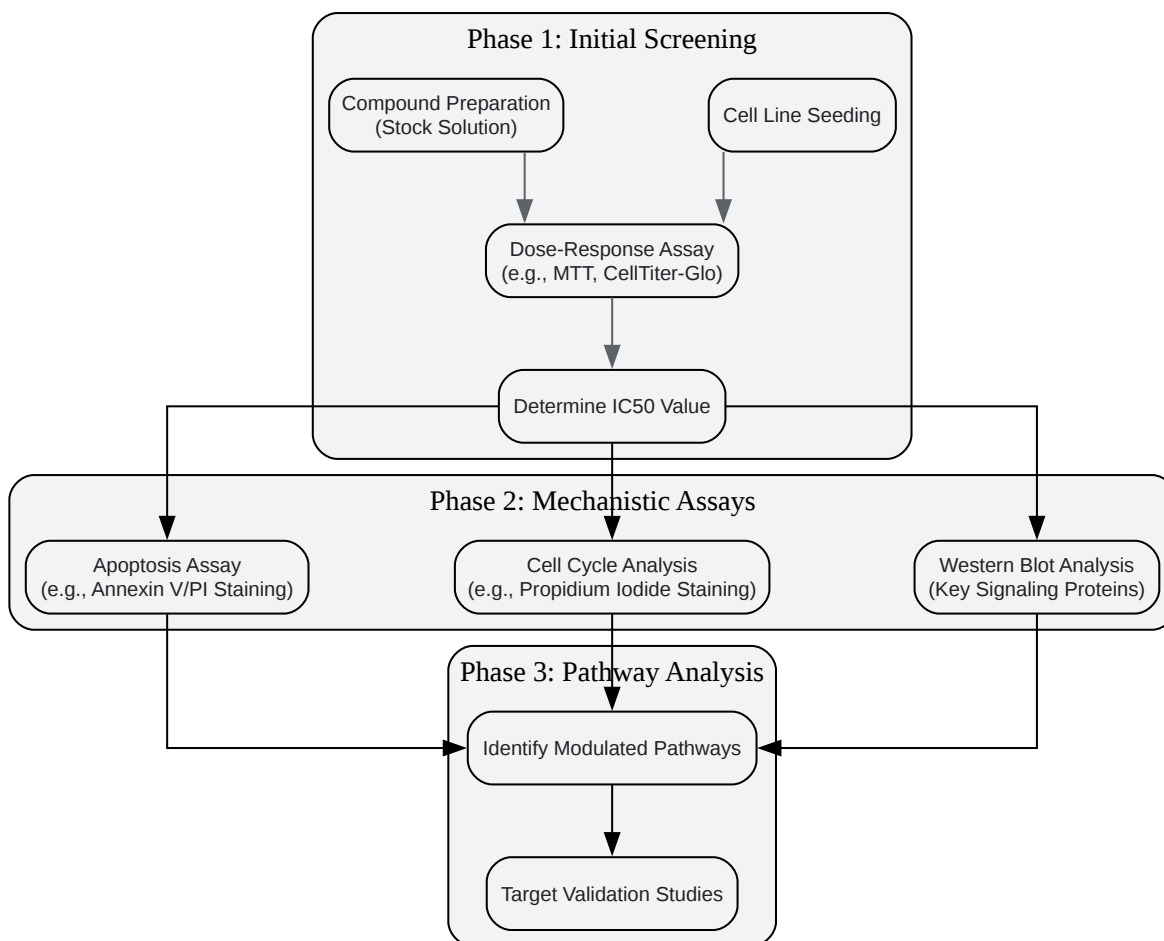 Phase 1: Initial Screening
Compound Preparation
(Stock Solution)
Cell Line Seeding
Dose-Response Assay
(e.g., MTT, CellTiter-Glo)
Determine IC50 Value
Phase 2: Mechanistic Assays
Apoptosis Assay
(e.g., Annexin V/PI Staining)
Cell Cycle Analysis
(e.g., Propidium Iodide Staining)
Western Blot Analysis
(Key Signaling Proteins)
Phase 3: Pathway Analysis
Identify Modulated Pathways
Target Validation Studies